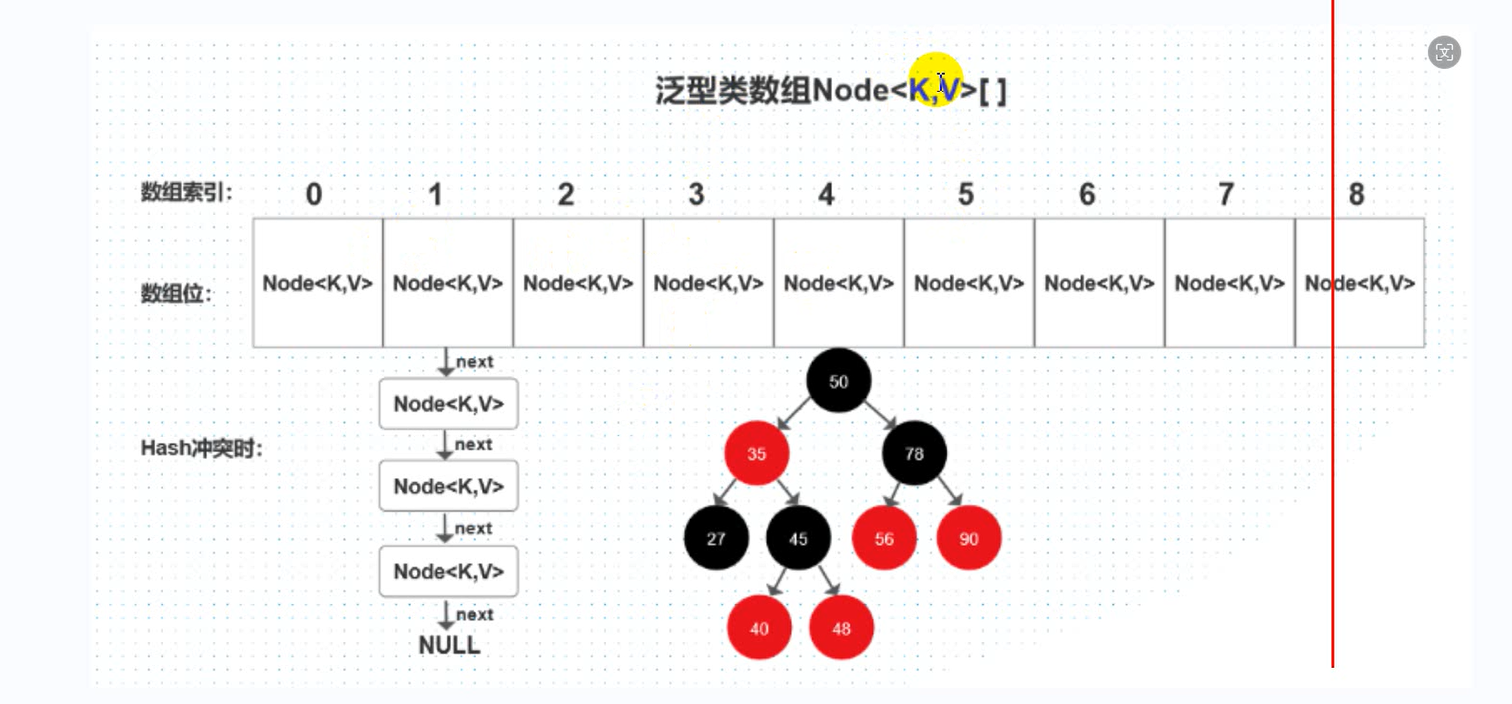 泛型类数组Node<K,V>[ ]
数组索引: 0 1 2 3 4 5 6 7 8
数组位: Node<K,V> Node<K,V> Node<K,V> Node<K,V> Node<K,V> Node<K,V> Node<K,V> Node<K,V> Node<K,V>
next
50
Node<K,V>
Hash冲突时:
next
35 78
Node<K,V>
next
27 45 56 90
Node<K,V>
next
40 48
NULL